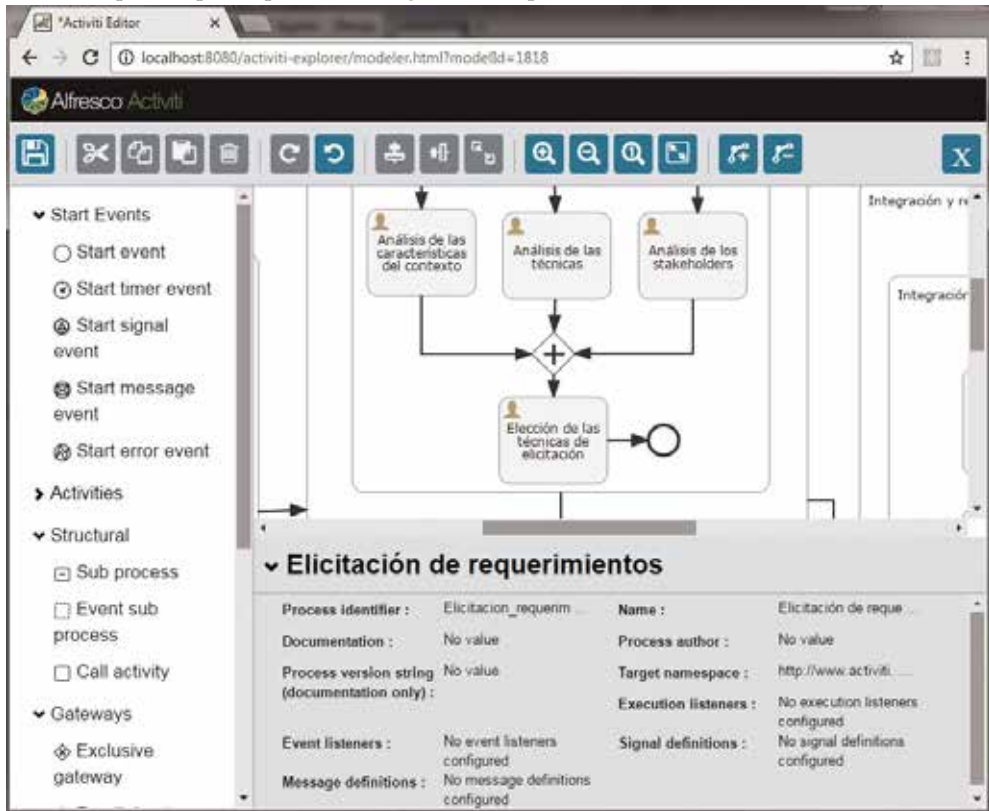 *Activiti Editor
localhost:8080/activiti-explorer/modeler.html?modelId=1818
Alfresco Activiti
X
Start Events
Start event
Start timer event
Start signal
event
Start message
event
Start error event
Activities
Structural
Sub process
Event sub
process
Call activity
Gateways
Exclusive
gateway
Análisis de las
características
del contexto
Análisis de las
técnicas
Análisis de los
stakeholders
Elección de las
técnicas de
elicitación
Integración y re
Integración
Elicitación de requerimientos
Process identifier : Elicitacion_requerim ... Name : Elicitación de reque ...
Documentation : No value Process author : No value
Process version string No value Target namespace : http://www.activiti. ...
(documentation only) :
Execution listeners : No execution listeners
configured
Event listeners : No event listeners Signal definitions : No signal definitions
configured configured
Message definitions : No message definitions
configured